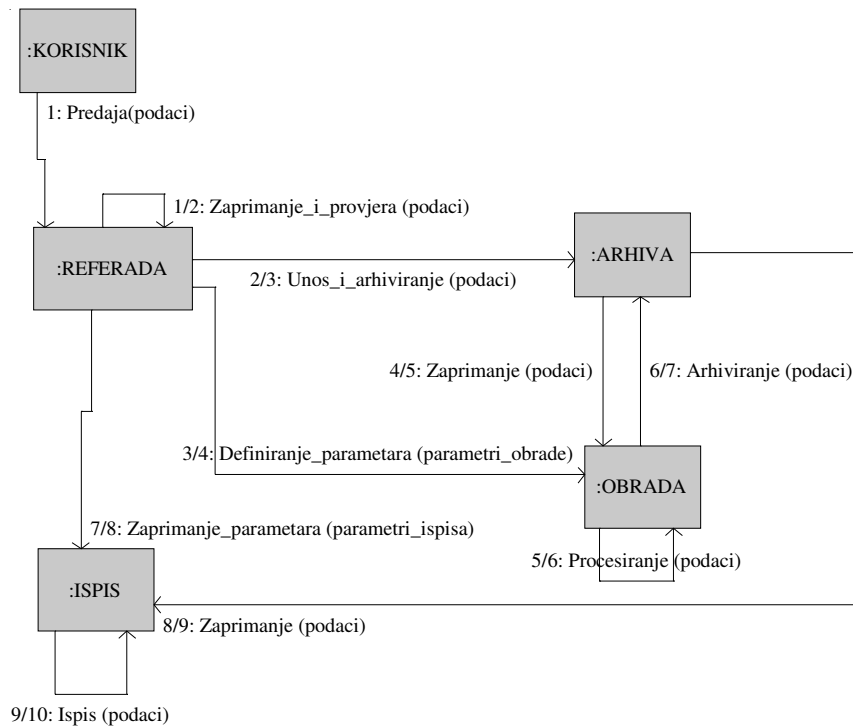 :KORISNIK
1: Predaja(podaci)
1/2: Zaprimanje_i_provjera (podaci)
:REFERADA
:ARHIVA
2/3: Unos_i_arhiviranje (podaci)
4/5: Zaprimanje (podaci)
6/7: Arhiviranje (podaci)
3/4: Definiranje_parametara (parametri_obrade)
:OBRADA
7/8: Zaprimanje_parametara (parametri_ispisa)
5/6: Procesiranje (podaci)
:ISPIS
8/9: Zaprimanje (podaci)
9/10: Ispis (podaci)